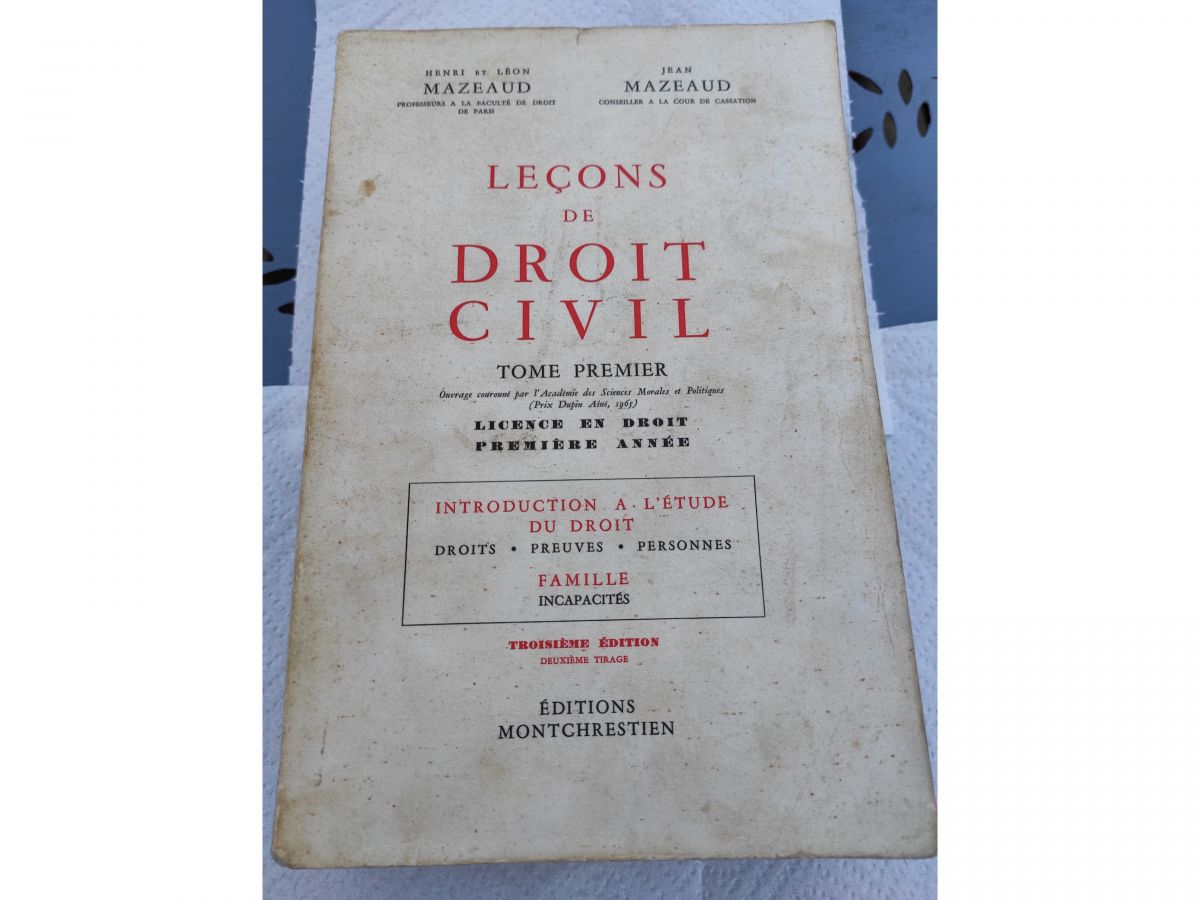 HENRI ET LÉON
MAZEAUD
PROFESSEURS A LA FACULTÉ DE DROIT
DE PARIS
JEAN
MAZEAUD
CONSEILLER A LA COUR DE CASSATION
LEÇONS
DE
DROIT
CIVIL
TOME PREMIER
Ouvrage couronné par l'Académie des Sciences Morales et Politiques
(Prix Dupin Aîné, 1965)
LICENCE EN DROIT
PREMIÈRE ANNÉE
INTRODUCTION A L'ÉTUDE
DU DROIT
DROITS • PREUVES • PERSONNES
FAMILLE
INCAPACITÉS
TROISIÈME ÉDITION
DEUXIÈME TIRAGE
ÉDITIONS
MONTCHRESTIEN